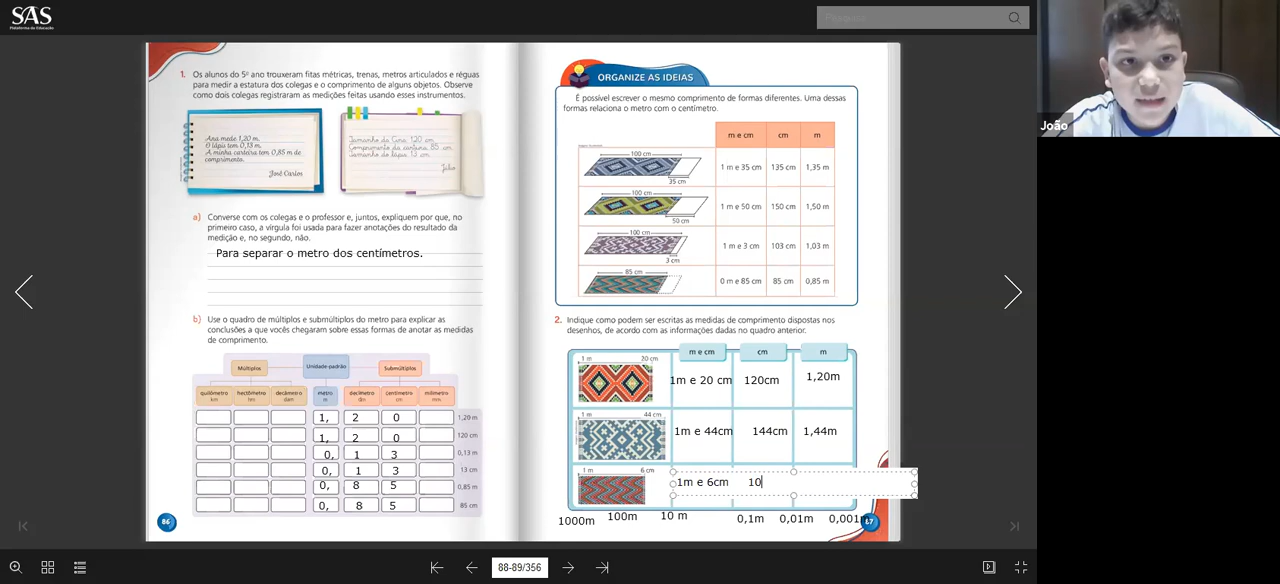 SAS
Plataforma de Educação
Pesquisar
João
1. Os alunos do 5º ano trouxeram fitas métricas, trenas, metros articulados e réguas
para medir a estatura dos colegas e o comprimento de alguns objetos. Observe
como dois colegas registraram as medições feitas usando esses instrumentos.
Ana mede 1,20 m.
O lápis tem 0,13 m.
A minha carteira tem 0,85 m de
comprimento.
José Carlos
Tamanho da Ana: 120 cm
Comprimento da carteira: 85 cm
Tamanho do lápis: 13 cm
Júlio
a) Converse com os colegas e o professor e, juntos, expliquem por que, no
primeiro caso, a vírgula foi usada para fazer anotações do resultado da
medição e, no segundo, não.
Para separar o metro dos centímetros.
b) Use o quadro de múltiplos e submúltiplos do metro para explicar as
conclusões a que vocês chegaram sobre essas formas de anotar as medidas
de comprimento.
Múltiplos Unidade-padrão Submúltiplos
quilômetro hectômetro decâmetro metro decímetro centímetro milímetro
km hm dam m dm cm mm
1, 2 0 1,20 m
1, 2 0 120 cm
0, 1 3 0,13 m
0, 1 3 13 cm
0, 8 5 0,85 m
0, 8 5 85 cm
86
ORGANIZE AS IDEIAS
É possível escrever o mesmo comprimento de formas diferentes. Uma dessas
formas relaciona o metro com o centímetro.
m e cm cm m
100 cm
35 cm
1 m e 35 cm 135 cm 1,35 m
100 cm
50 cm
1 m e 50 cm 150 cm 1,50 m
100 cm
3 cm
1 m e 3 cm 103 cm 1,03 m
85 cm
0 m e 85 cm 85 cm 0,85 m
2. Indique como podem ser escritas as medidas de comprimento dispostas nos
desenhos, de acordo com as informações dadas no quadro anterior.
m e cm cm m
1 m 20 cm
1m e 20 cm 120cm 1,20m
1 m 44 cm
1m e 44cm 144cm 1,44m
1 m 6 cm
1m e 6cm 10
1000m 100m 10 m 0,1m 0,01m 0,001
87
88-89/356